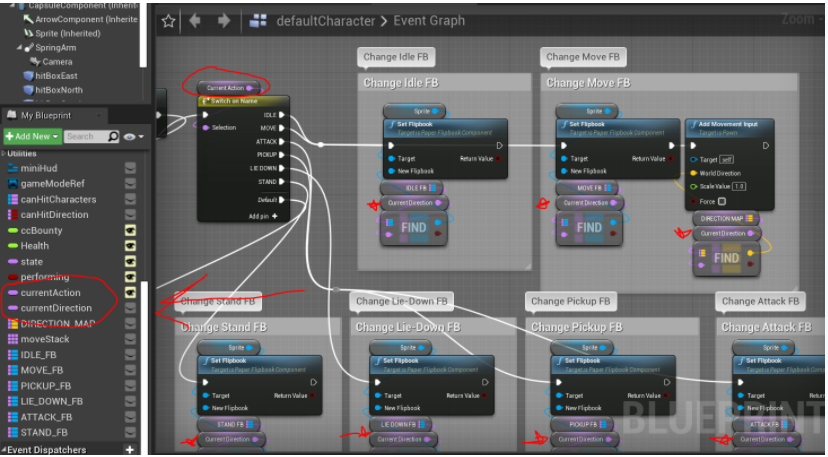 CapsuleComponent (Inherite
ArrowComponent (Inherite
Sprite (Inherited)
SpringArm
Camera
hitBoxEast
hitBoxNorth
My Blueprint
+Add New
Search
Utilities
miniHud
gameModeRef
canHitCharacters
canHitDirection
ccBounty
Health
state
performing
currentAction
currentDirection
DIRECTION_MAP
moveStack
IDLE_FB
MOVE_FB
PICKUP_FB
LIE_DOWN_FB
ATTACK_FB
STAND_FB
Event Dispatchers
defaultCharacter > Event Graph
Zoom -
Current Action
Switch on Name
Selection
IDLE
MOVE
ATTACK
PICKUP
LIE DOWN
STAND
Default
Add pin +
Change Idle FB
Change Idle FB
Sprite
Set Flipbook
Target is Paper Flipbook Component
Target
Return Value
New Flipbook
IDLE FB
Current Direction
FIND
Change Move FB
Change Move FB
Sprite
Set Flipbook
Target is Paper Flipbook Component
Target
Return Value
New Flipbook
MOVE FB
Current Direction
FIND
Add Movement Input
Target is Pawn
Target self
World Direction
Scale Value 1.0
Force
DIRECTION MAP
Current Direction
FIND
Change Stand FB
Change Stand FB
Sprite
Set Flipbook
Target is Paper Flipbook Component
Target
Return Value
New Flipbook
STAND FB
Current Direction
Change Lie-Down FB
Change Lie-Down FB
Sprite
Set Flipbook
Target is Paper Flipbook Component
Target
Return Value
New Flipbook
LIE DOWN FB
Current Direction
Change Pickup FB
Change Pickup FB
Sprite
Set Flipbook
Target is Paper Flipbook Component
Target
Return Value
New Flipbook
PICKUP FB
Current Direction
Change Attack FB
Change Attack FB
Sprite
Set Flipbook
Target is Paper Flipbook Com
Target
New Flipbook
ATTACK FB
Current Direction
BLUEPRINT